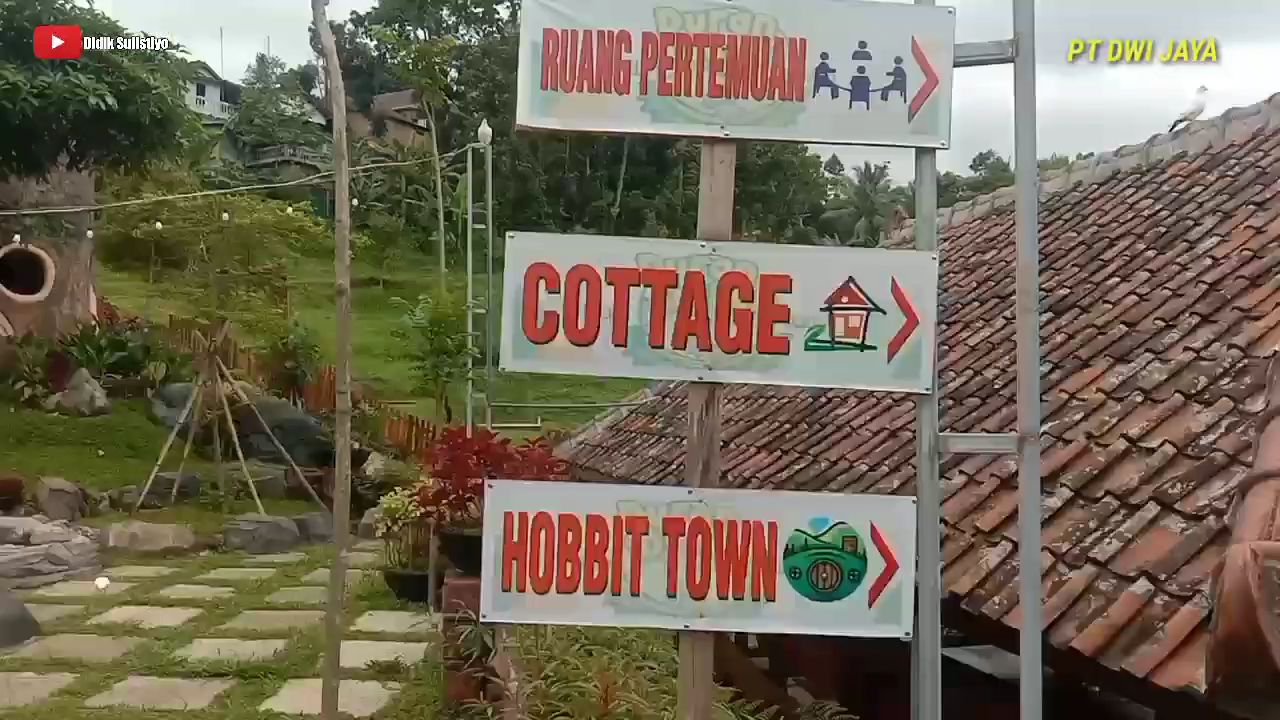 Didik Sulistiyo
PT DWI JAYA
RUANG PERTEMUAN
COTTAGE
HOBBIT TOWN